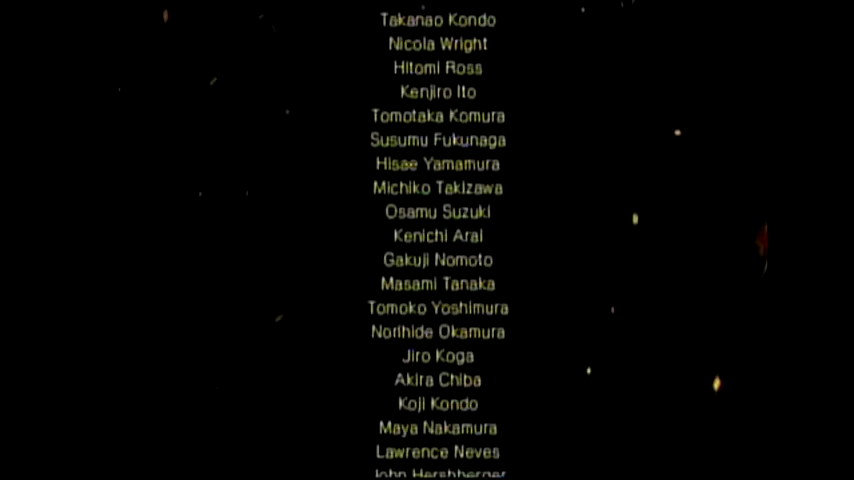 Takanao Kondo
Nicola Wright
Hitomi Ross
Kenjiro Ito
Tomotaka Komura
Susumu Fukunaga
Hisae Yamamura
Michiko Takizawa
Osamu Suzuki
Kenichi Arai
Gakuji Nomoto
Masami Tanaka
Tomoko Yoshimura
Norihide Okamura
Jiro Koga
Akira Chiba
Koji Kondo
Maya Nakamura
Lawrence Neves
John Hershberger